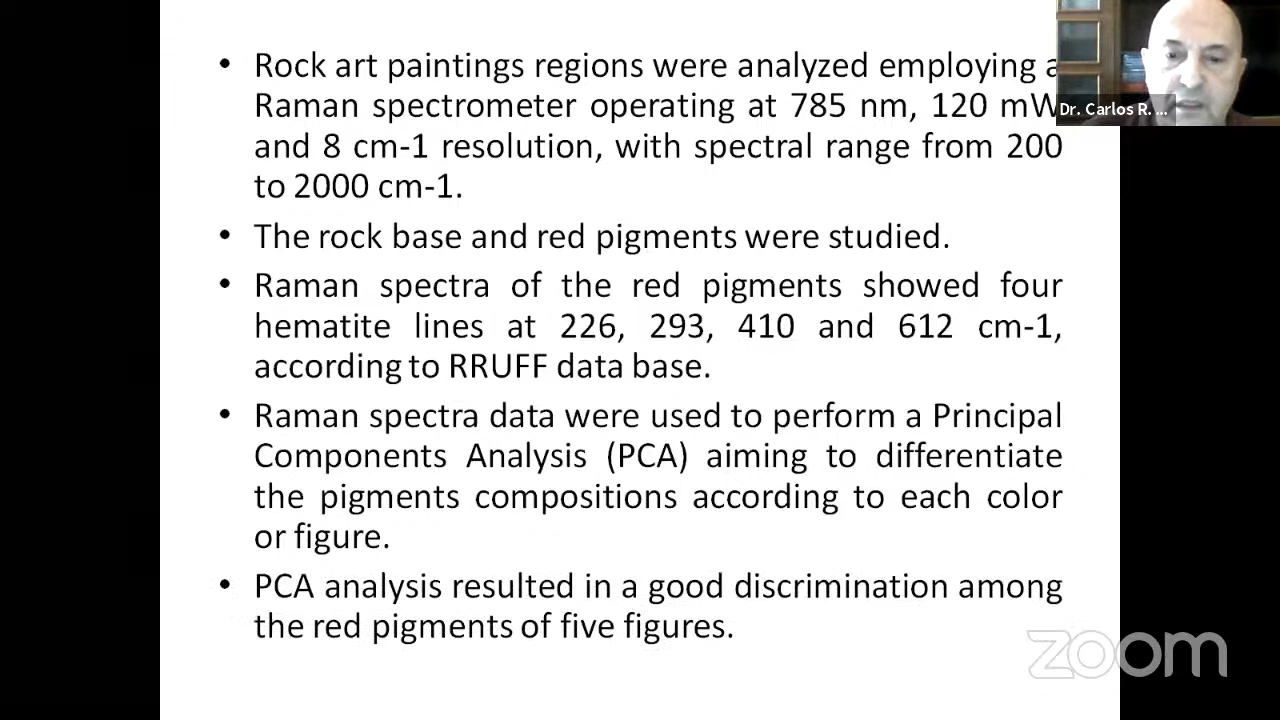 • Rock art paintings regions were analyzed employing a
Raman spectrometer operating at 785 nm, 120 mW
and 8 cm-1 resolution, with spectral range from 200
to 2000 cm-1.
• The rock base and red pigments were studied.
• Raman spectra of the red pigments showed four
hematite lines at 226, 293, 410 and 612 cm-1,
according to RRUFF data base.
• Raman spectra data were used to perform a Principal
Components Analysis (PCA) aiming to differentiate
the pigments compositions according to each color
or figure.
• PCA analysis resulted in a good discrimination among
the red pigments of five figures.
Dr. Carlos R. ...
zoom